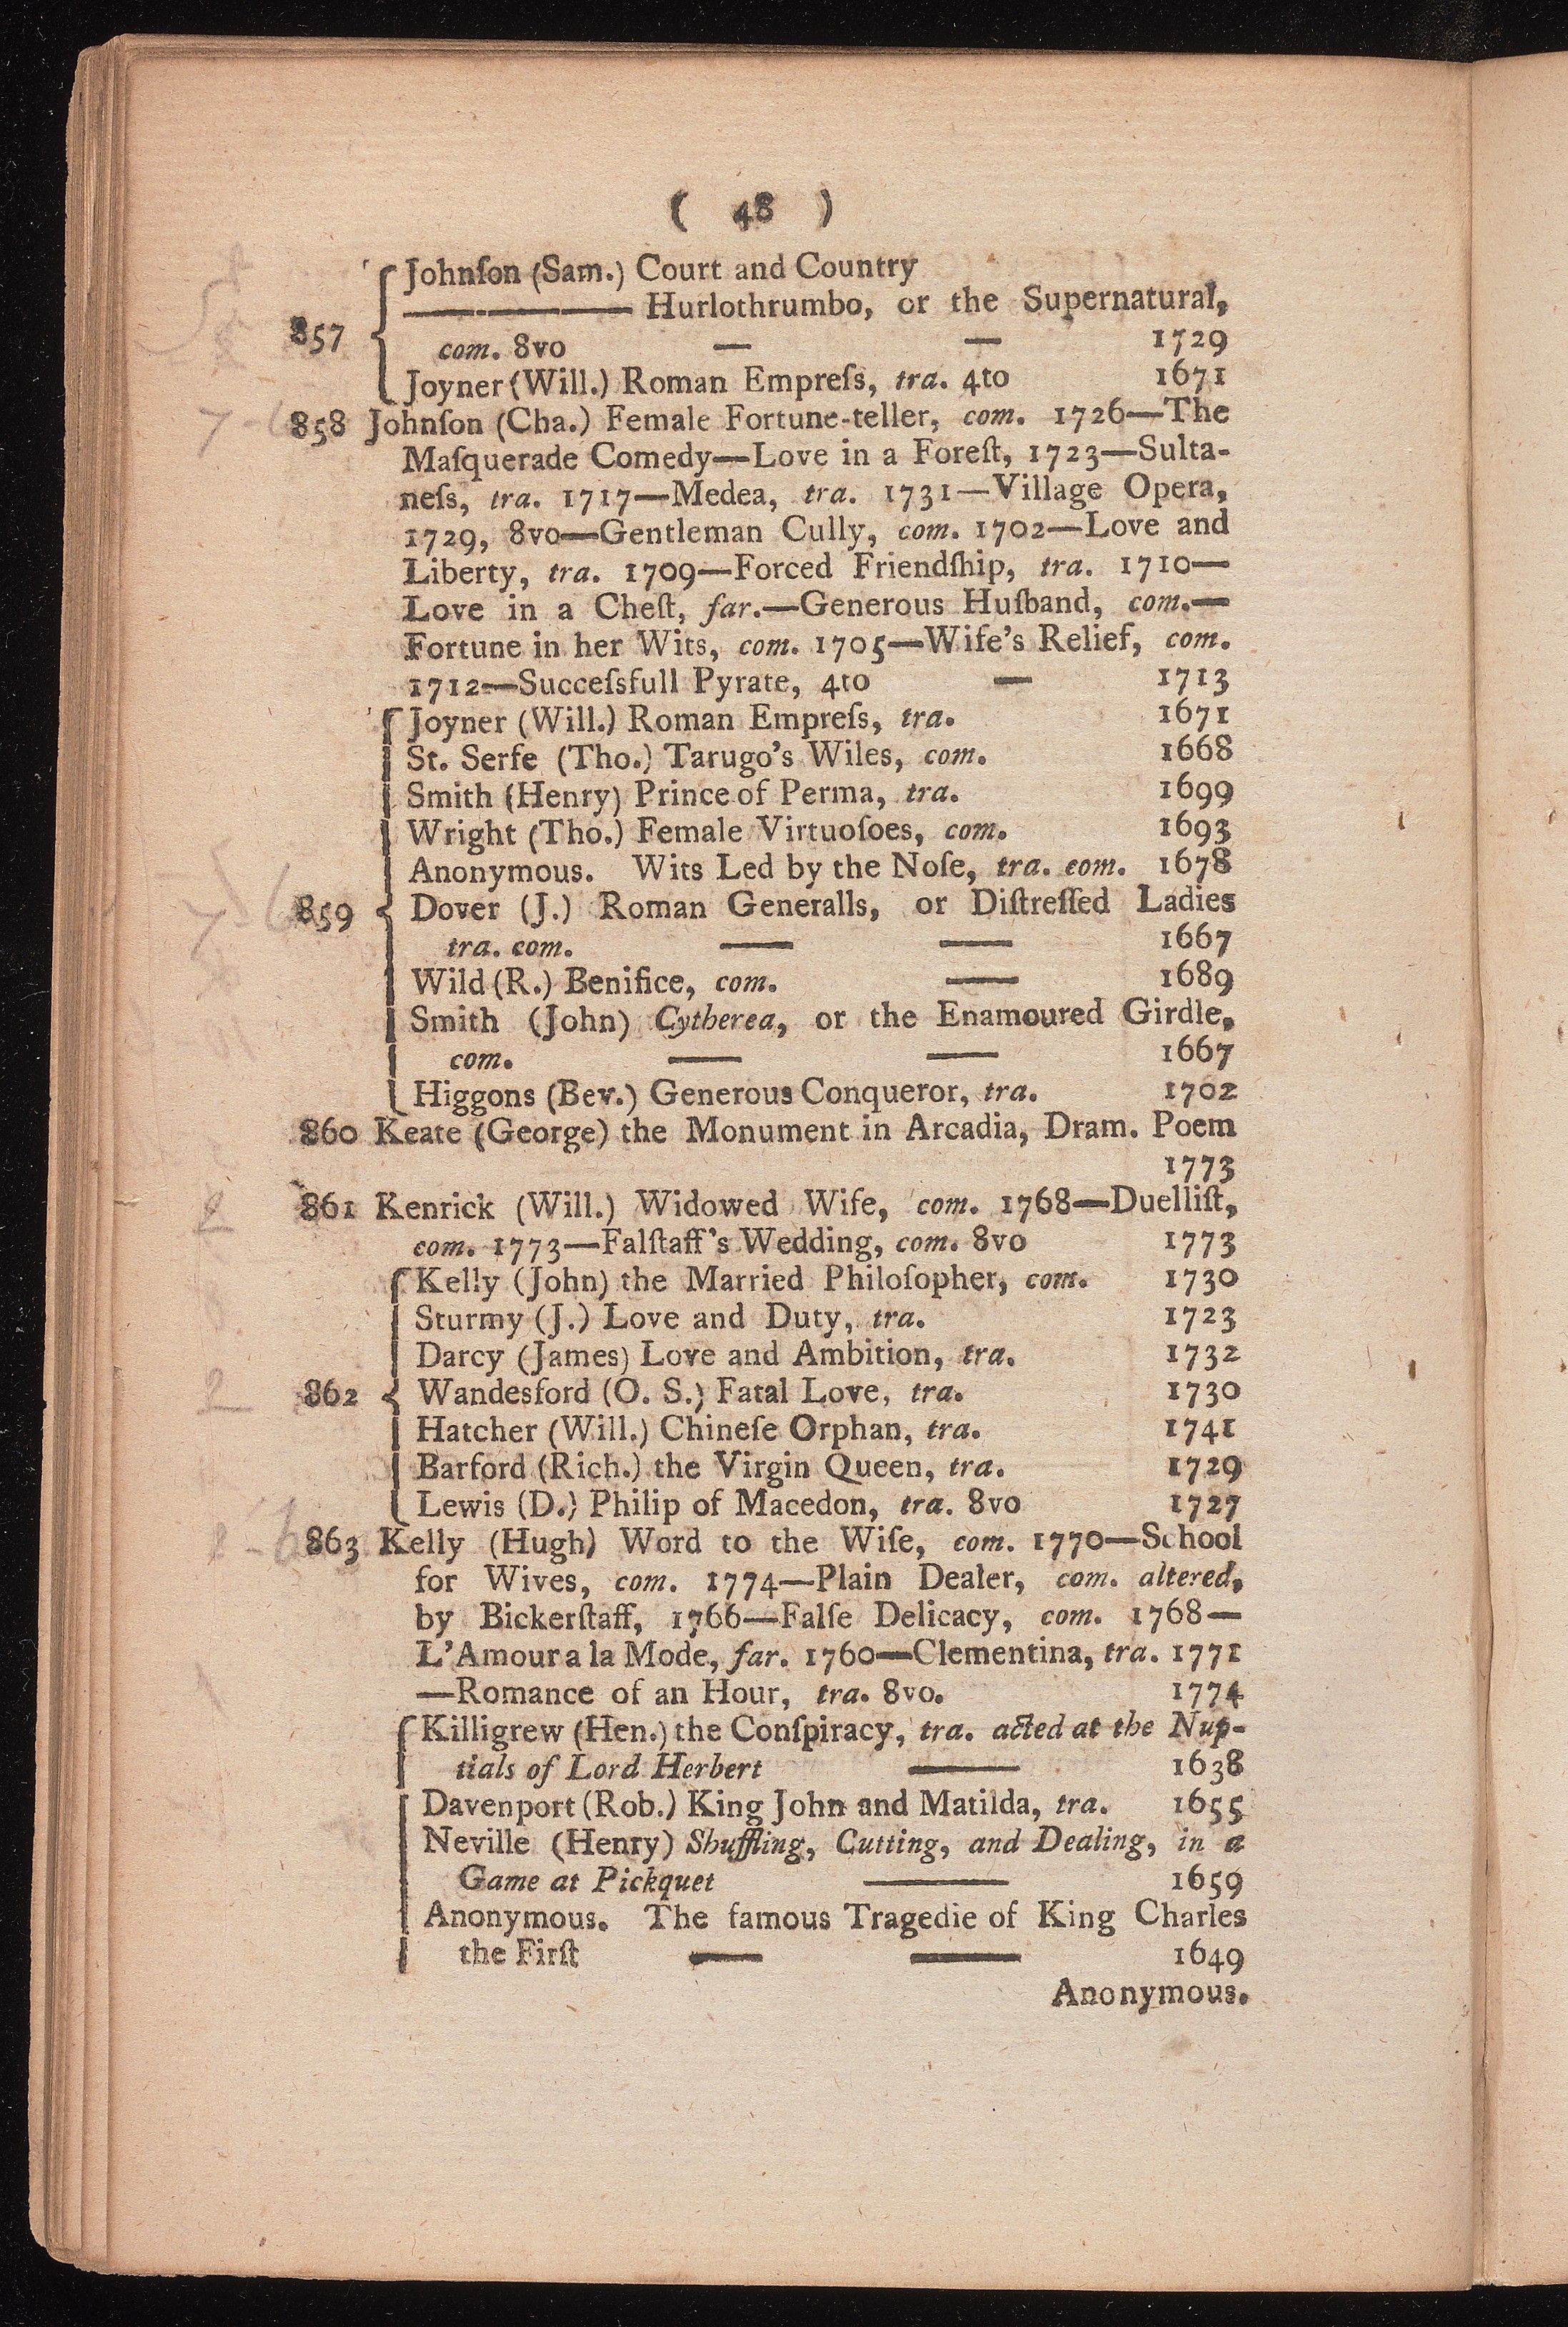 ( 48 )
Johnſon (Sam.) Court and Country
———— Hurlothrumbo, or the Supernatural,
857
com. 8vo — — 1729
Joyner (Will.) Roman Empreſs, tra. 4to 1671
858 Johnſon (Cha.) Female Fortune-teller, com. 1726—The
Maſquerade Comedy—Love in a Foreſt, 1723—Sulta-
neſs, tra. 1717—Medea, tra. 1731—Village Opera,
1729, 8vo—Gentleman Cully, com. 1702—Love and
Liberty, tra. 1709—Forced Friendſhip, tra. 1710—
Love in a Cheſt, far.—Generous Huſband, com.—
Fortune in her Wits, com. 1705—Wife's Relief, com.
1712—Succeſsfull Pyrate, 4to — 1713
Joyner (Will.) Roman Empreſs, tra. 1671
St. Serfe (Tho.) Tarugo's Wiles, com. 1668
Smith (Henry) Prince of Perma, tra. 1699
Wright (Tho.) Female Virtuoſoes, com. 1693
Anonymous. Wits Led by the Noſe, tra. com. 1678
859 Dover (J.) Roman Generalls, or Diſtreſſed Ladies
tra. com. — — 1667
Wild (R.) Benifice, com. — 1689
Smith (John) Cytherea, or the Enamoured Girdle,
com. — — 1667
Higgons (Bev.) Generous Conqueror, tra. 1702
860 Keate (George) the Monument in Arcadia, Dram. Poem
1773
861 Kenrick (Will.) Widowed Wife, com. 1768—Duelliſt,
com. 1773—Falſtaff's Wedding, com. 8vo 1773
Kelly (John) the Married Philoſopher, com. 1730
Sturmy (J.) Love and Duty, tra. 1723
Darcy (James) Love and Ambition, tra. 1732
862 Wandesford (O. S.) Fatal Love, tra. 1730
Hatcher (Will.) Chineſe Orphan, tra. 1741
Barford (Rich.) the Virgin Queen, tra. 1729
Lewis (D.) Philip of Macedon, tra. 8vo 1727
863 Kelly (Hugh) Word to the Wiſe, com. 1770—School
for Wives, com. 1774—Plain Dealer, com. altered,
by Bickerſtaff, 1766—Falſe Delicacy, com. 1768—
L'Amour a la Mode, far. 1760—Clementina, tra. 1771
—Romance of an Hour, tra. 8vo. 1774
Killigrew (Hen.) the Conſpiracy, tra. acted at the Nup-
tials of Lord Herbert — 1638
Davenport (Rob.) King John and Matilda, tra. 1655
Neville (Henry) Shuffling, Cutting, and Dealing, in a
Game at Pickquet — 1659
Anonymous. The famous Tragedie of King Charles
the Firſt — — 1649
Anonymous.